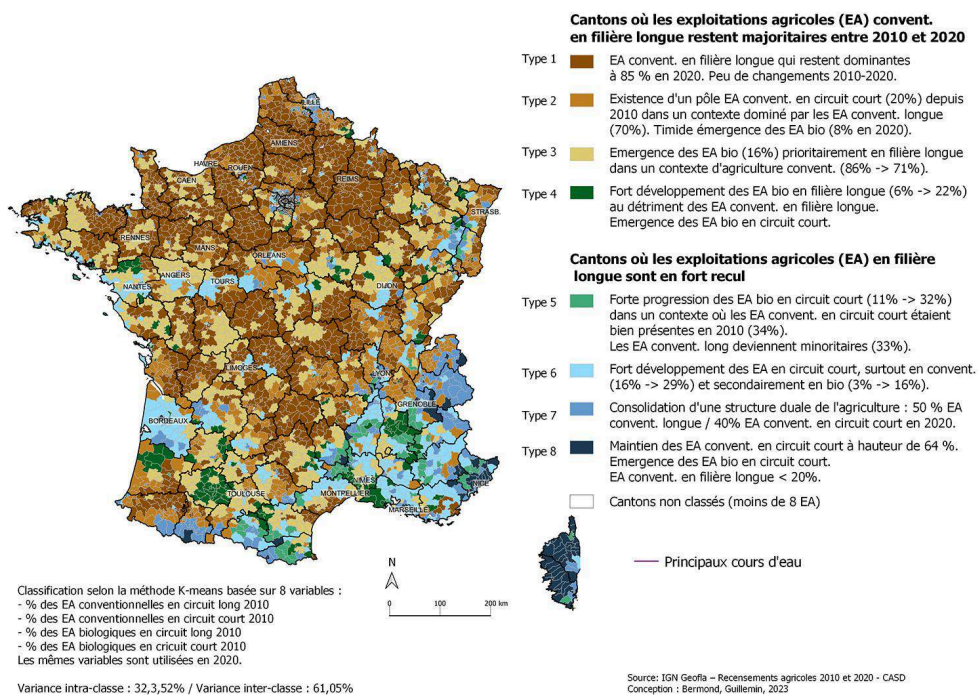 Cantons où les exploitations agricoles (EA) convent.
en filière longue restent majoritaires entre 2010 et 2020
Type 1
EA convent. en filière longue qui restent dominantes
à 85 % en 2020. Peu de changements 2010-2020.
Type 2
Existence d'un pôle EA convent. en circuit court (20%) depuis
2010 dans un contexte dominé par les EA convent. longue
(70%). Timide émergence des EA bio (8% en 2020).
Type 3
Emergence des EA bio (16%) prioritairement en filière longue
dans un contexte d'agriculture convent. (86% -> 71%).
Type 4
Fort développement des EA bio en filière longue (6% -> 22%)
au détriment des EA convent. en filière longue.
Emergence des EA bio en circuit court.
Cantons où les exploitations agricoles (EA) en filière
longue sont en fort recul
Type 5
Forte progression des EA bio en circuit court (11% -> 32%)
dans un contexte où les EA convent. en circuit court étaient
bien présentes en 2010 (34%).
Les EA convent. long deviennent minoritaires (33%).
Type 6
Fort développement des EA en circuit court, surtout en convent.
(16% -> 29%) et secondairement en bio (3% -> 16%).
Type 7
Consolidation d'une structure duale de l'agriculture : 50 % EA
convent. longue / 40% EA convent. en circuit court en 2020.
Type 8
Maintien des EA convent. en circuit court à hauteur de 64 %.
Emergence des EA bio en circuit court.
EA convent. en filière longue < 20%.
Cantons non classés (moins de 8 EA)
Principaux cours d'eau
LILLE
AMIENS
HAVRE
ROUEN
CAEN
REIMS
STRASB.
RENNES
MANS
ORLEANS
ANGERS
NANTES
TOURS
DIJON
LIMOGES
LYON
GRENOBLE
BORDEAUX
TOULOUSE
NIMES
MONTPELLIER
MARSEILLE
NICE
N
0 100 200 km
Classification selon la méthode K-means basée sur 8 variables :
- % des EA conventionnelles en circuit long 2010
- % des EA conventionnelles en circuit court 2010
- % des EA biologiques en circuit long 2010
- % des EA biologiques en cricuit court 2010
Les mêmes variables sont utilisées en 2020.
Variance intra-classe : 32,3,52% / Variance inter-classe : 61,05%
Source: IGN Geofla – Recensements agricoles 2010 et 2020 - CASD
Conception : Bermond, Guillemin, 2023